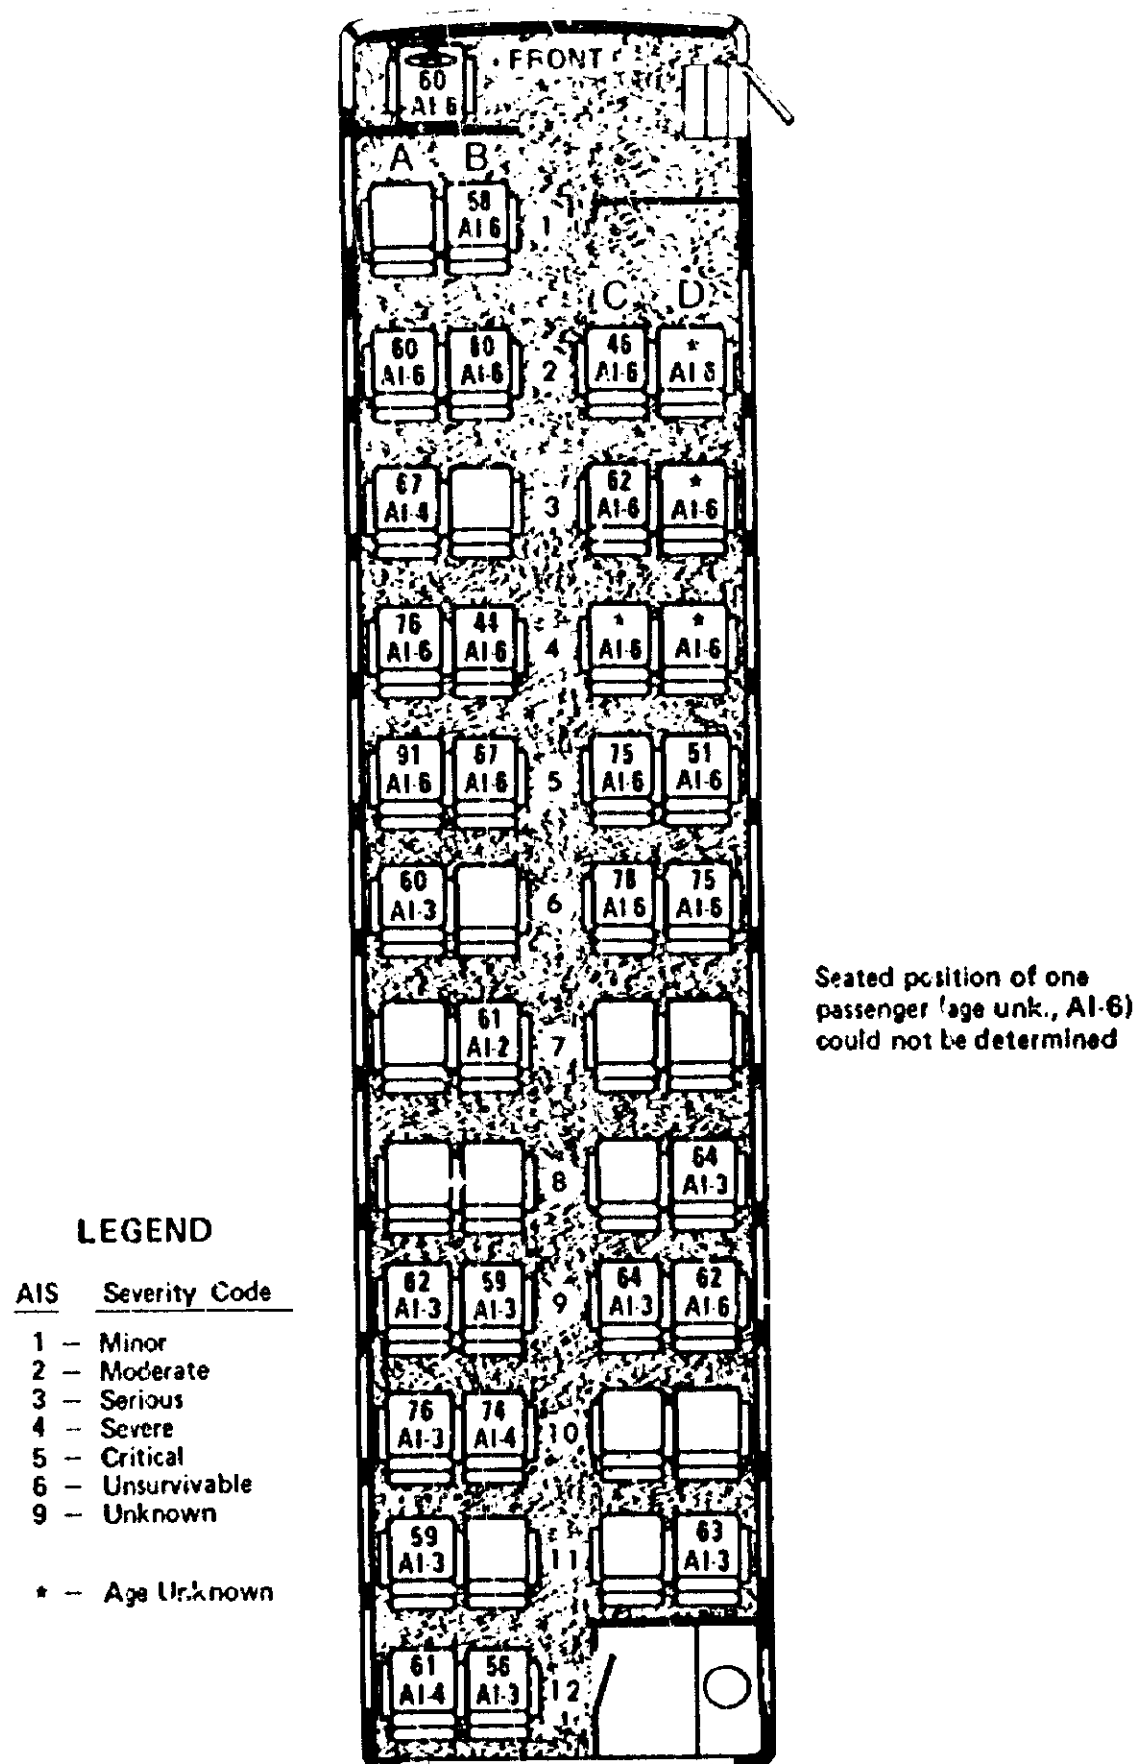 FRONT
60
AI-6
A B
58
AI-6
1
C D
60
AI-6
60
AI-6
2
46
AI-6
*
AI-6
67
AI-4
3
62
AI-6
*
AI-6
76
AI-6
44
AI-6
4
*
AI-6
*
AI-6
91
AI-6
67
AI-6
5
75
AI-6
51
AI-6
60
AI-3
6
78
AI-6
75
AI-6
61
AI-2
7
8
64
AI-3
62
AI-3
59
AI-3
9
64
AI-3
62
AI-6
76
AI-3
74
AI-4
10
59
AI-3
11
63
AI-3
61
AI-4
56
AI-3
12
Seated position of one
passenger (age unk., AI-6)
could not be determined
LEGEND
AIS Severity Code
1 – Minor
2 – Moderate
3 – Serious
4 – Severe
5 – Critical
6 – Unsurvivable
9 – Unknown
* – Age Unknown